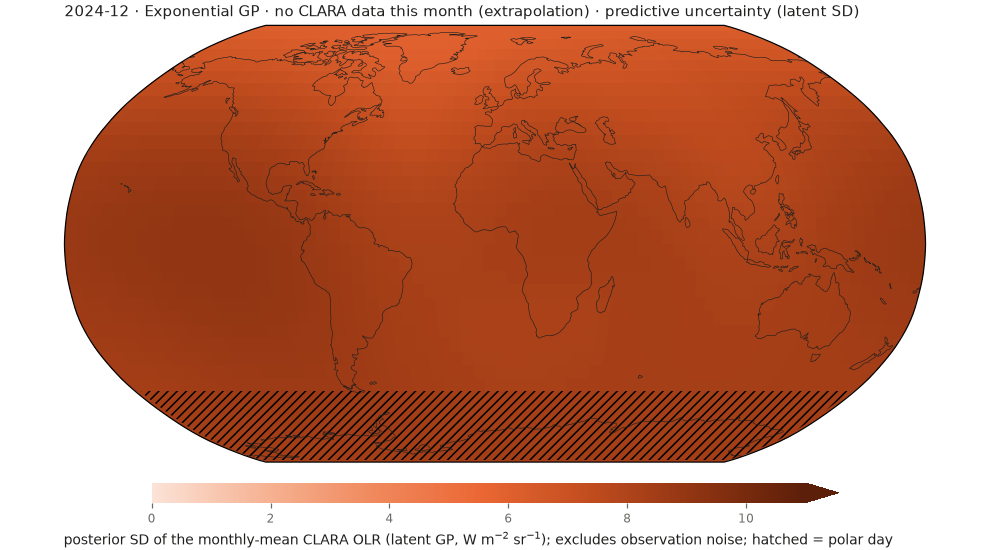 2024-12 · Exponential GP · no CLARA data this month (extrapolation) · predictive uncertainty (latent SD)
0 2 4 6 8 10
posterior SD of the monthly-mean CLARA OLR (latent GP, W m⁻² sr⁻¹); excludes observation noise; hatched = polar day